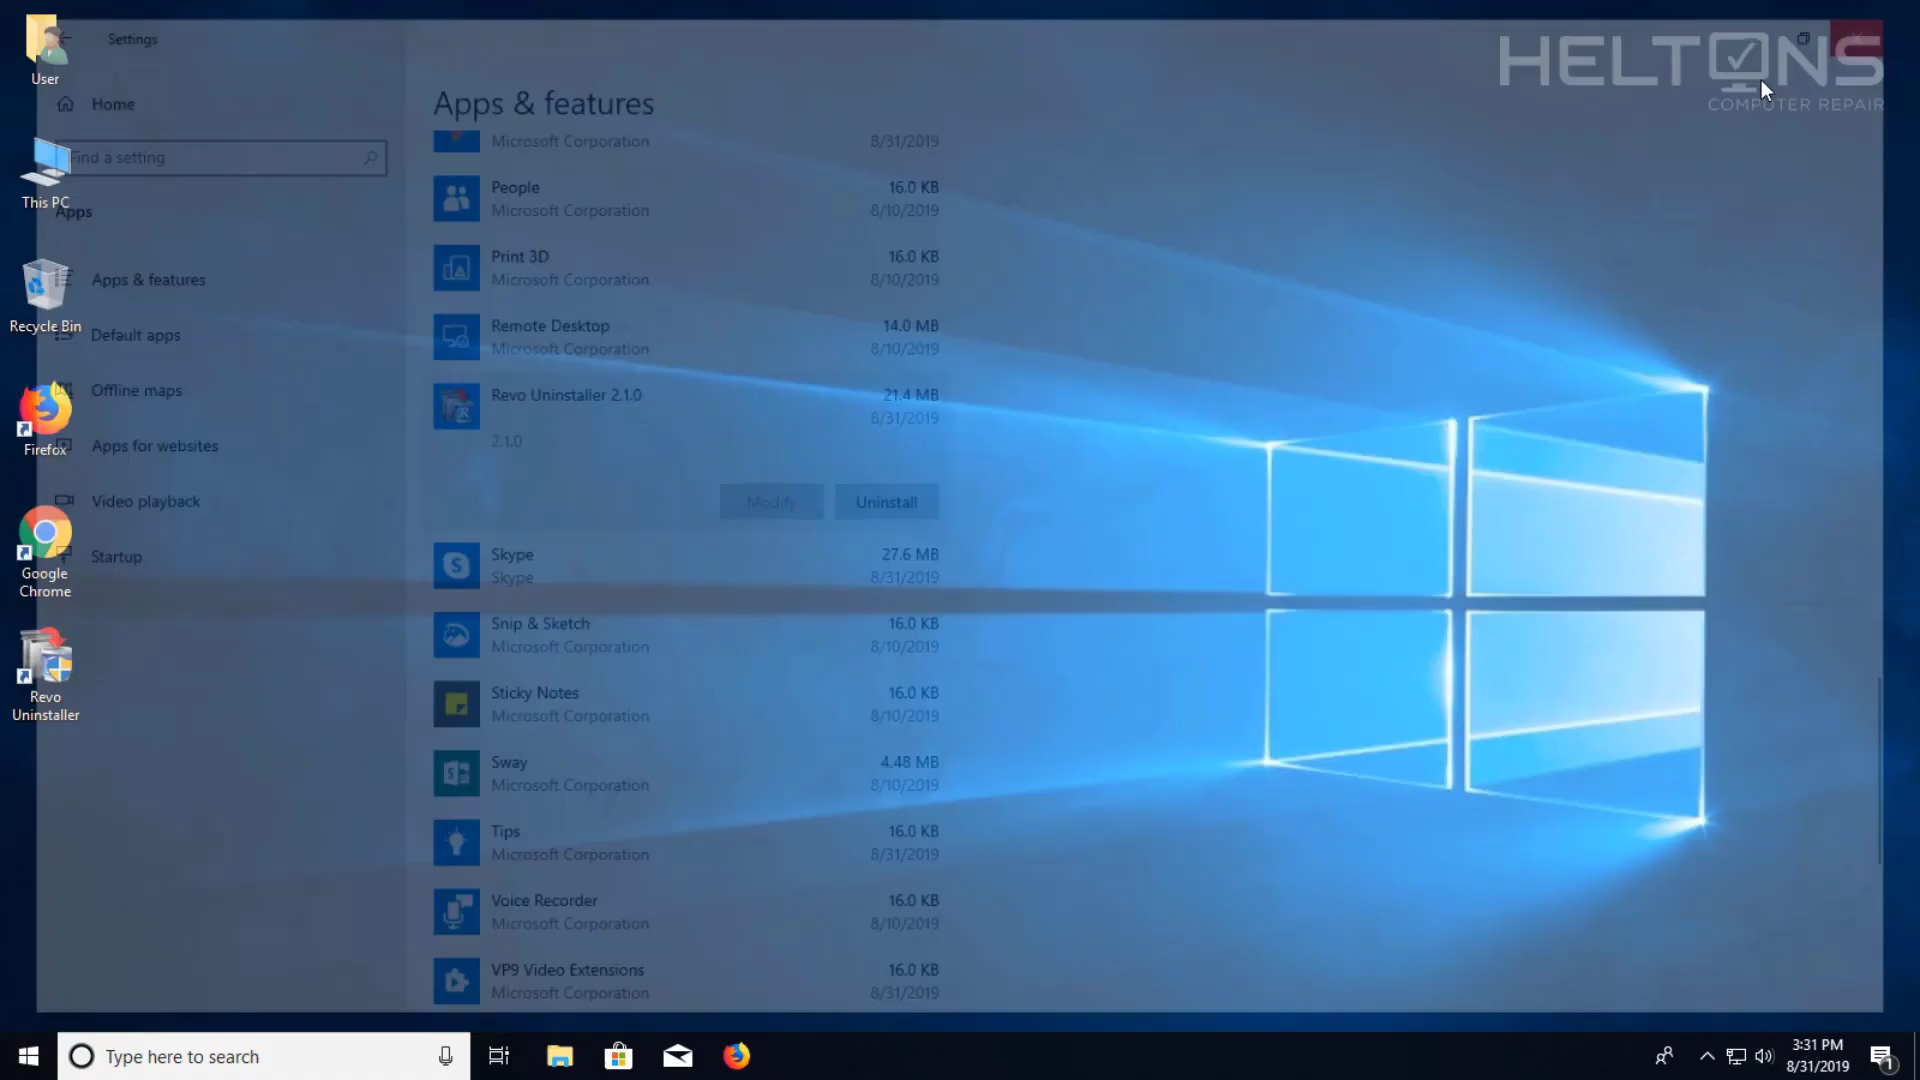 User
This PC
Recycle Bin
Firefox
Google
Chrome
Revo
Uninstaller
Settings
Home
Find a setting
Apps
Apps & features
Default apps
Offline maps
Apps for websites
Video playback
Startup
Apps & features
Microsoft Corporation 8/31/2019
People 16.0 KB
Microsoft Corporation 8/10/2019
Print 3D 16.0 KB
Microsoft Corporation 8/10/2019
Remote Desktop 14.0 MB
Microsoft Corporation 8/10/2019
Revo Uninstaller 2.1.0 21.4 MB
8/31/2019
2.1.0
Modify Uninstall
Skype 27.6 MB
Skype 8/31/2019
Snip & Sketch 16.0 KB
Microsoft Corporation 8/10/2019
Sticky Notes 16.0 KB
Microsoft Corporation 8/10/2019
Sway 4.48 MB
Microsoft Corporation 8/10/2019
Tips 16.0 KB
Microsoft Corporation 8/31/2019
Voice Recorder 16.0 KB
Microsoft Corporation 8/10/2019
VP9 Video Extensions 16.0 KB
Microsoft Corporation 8/31/2019
HELTONS
COMPUTER REPAIR
Type here to search
3:31 PM
8/31/2019
1